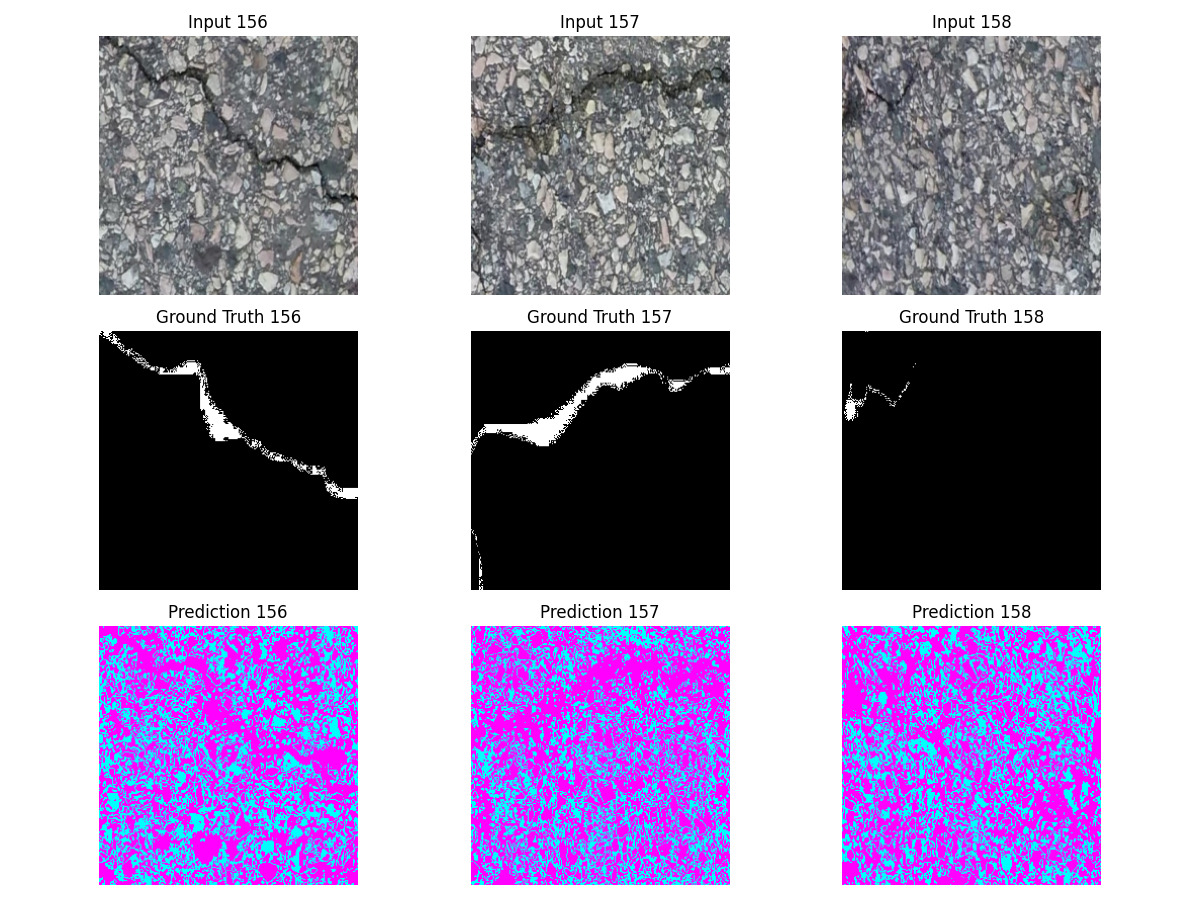 Input 156
Input 157
Input 158
Ground Truth 156
Ground Truth 157
Ground Truth 158
Prediction 156
Prediction 157
Prediction 158